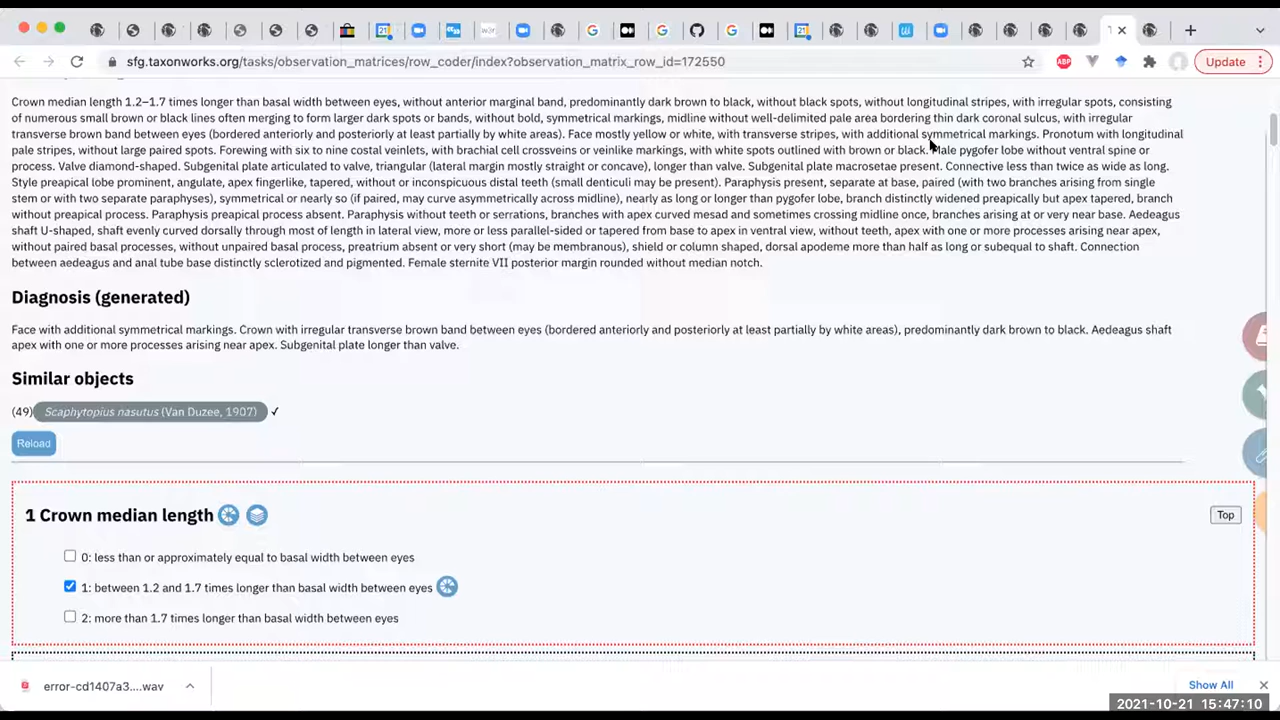 sfg.taxonworks.org/tasks/observation_matrices/row_coder/index?observation_matrix_row_id=172550
Update
Crown median length 1.2–1.7 times longer than basal width between eyes, without anterior marginal band, predominantly dark brown to black, without black spots, without longitudinal stripes, with irregular spots, consisting
of numerous small brown or black lines often merging to form larger dark spots or bands, without bold, symmetrical markings, midline without well-delimited pale area bordering thin dark coronal sulcus, with irregular
transverse brown band between eyes (bordered anteriorly and posteriorly at least partially by white areas). Face mostly yellow or white, with transverse stripes, with additional symmetrical markings. Pronotum with longitudinal
pale stripes, without large paired spots. Forewing with six to nine costal veinlets, with brachial cell crossveins or veinlike markings, with white spots outlined with brown or black. Male pygofer lobe without ventral spine or
process. Valve diamond-shaped. Subgenital plate articulated to valve, triangular (lateral margin mostly straight or concave), longer than valve. Subgenital plate macrosetae present. Connective less than twice as wide as long.
Style preapical lobe prominent, angulate, apex fingerlike, tapered, without or inconspicuous distal teeth (small denticuli may be present). Paraphysis present, separate at base, paired (with two branches arising from single
stem or with two separate paraphyses), symmetrical or nearly so (if paired, may curve asymmetrically across midline), nearly as long or longer than pygofer lobe, branch distinctly widened preapically but apex tapered, branch
without preapical process. Paraphysis preapical process absent. Paraphysis without teeth or serrations, branches with apex curved mesad and sometimes crossing midline once, branches arising at or very near base. Aedeagus
shaft U-shaped, shaft evenly curved dorsally through most of length in lateral view, more or less parallel-sided or tapered from base to apex in ventral view, without teeth, apex with one or more processes arising near apex,
without paired basal processes, without unpaired basal process, preatrium absent or very short (may be membranous), shield or column shaped, dorsal apodeme more than half as long or subequal to shaft. Connection
between aedeagus and anal tube base distinctly sclerotized and pigmented. Female sternite VII posterior margin rounded without median notch.
Diagnosis (generated)
Face with additional symmetrical markings. Crown with irregular transverse brown band between eyes (bordered anteriorly and posteriorly at least partially by white areas), predominantly dark brown to black. Aedeagus shaft
apex with one or more processes arising near apex. Subgenital plate longer than valve.
Similar objects
(49) Scaphytopius nasutus (Van Duzee, 1907) ✓
Reload
1 Crown median length
Top
0: less than or approximately equal to basal width between eyes
1: between 1.2 and 1.7 times longer than basal width between eyes
2: more than 1.7 times longer than basal width between eyes
error-cd1407a3....wav
Show All
2021-10-21 15:47:10